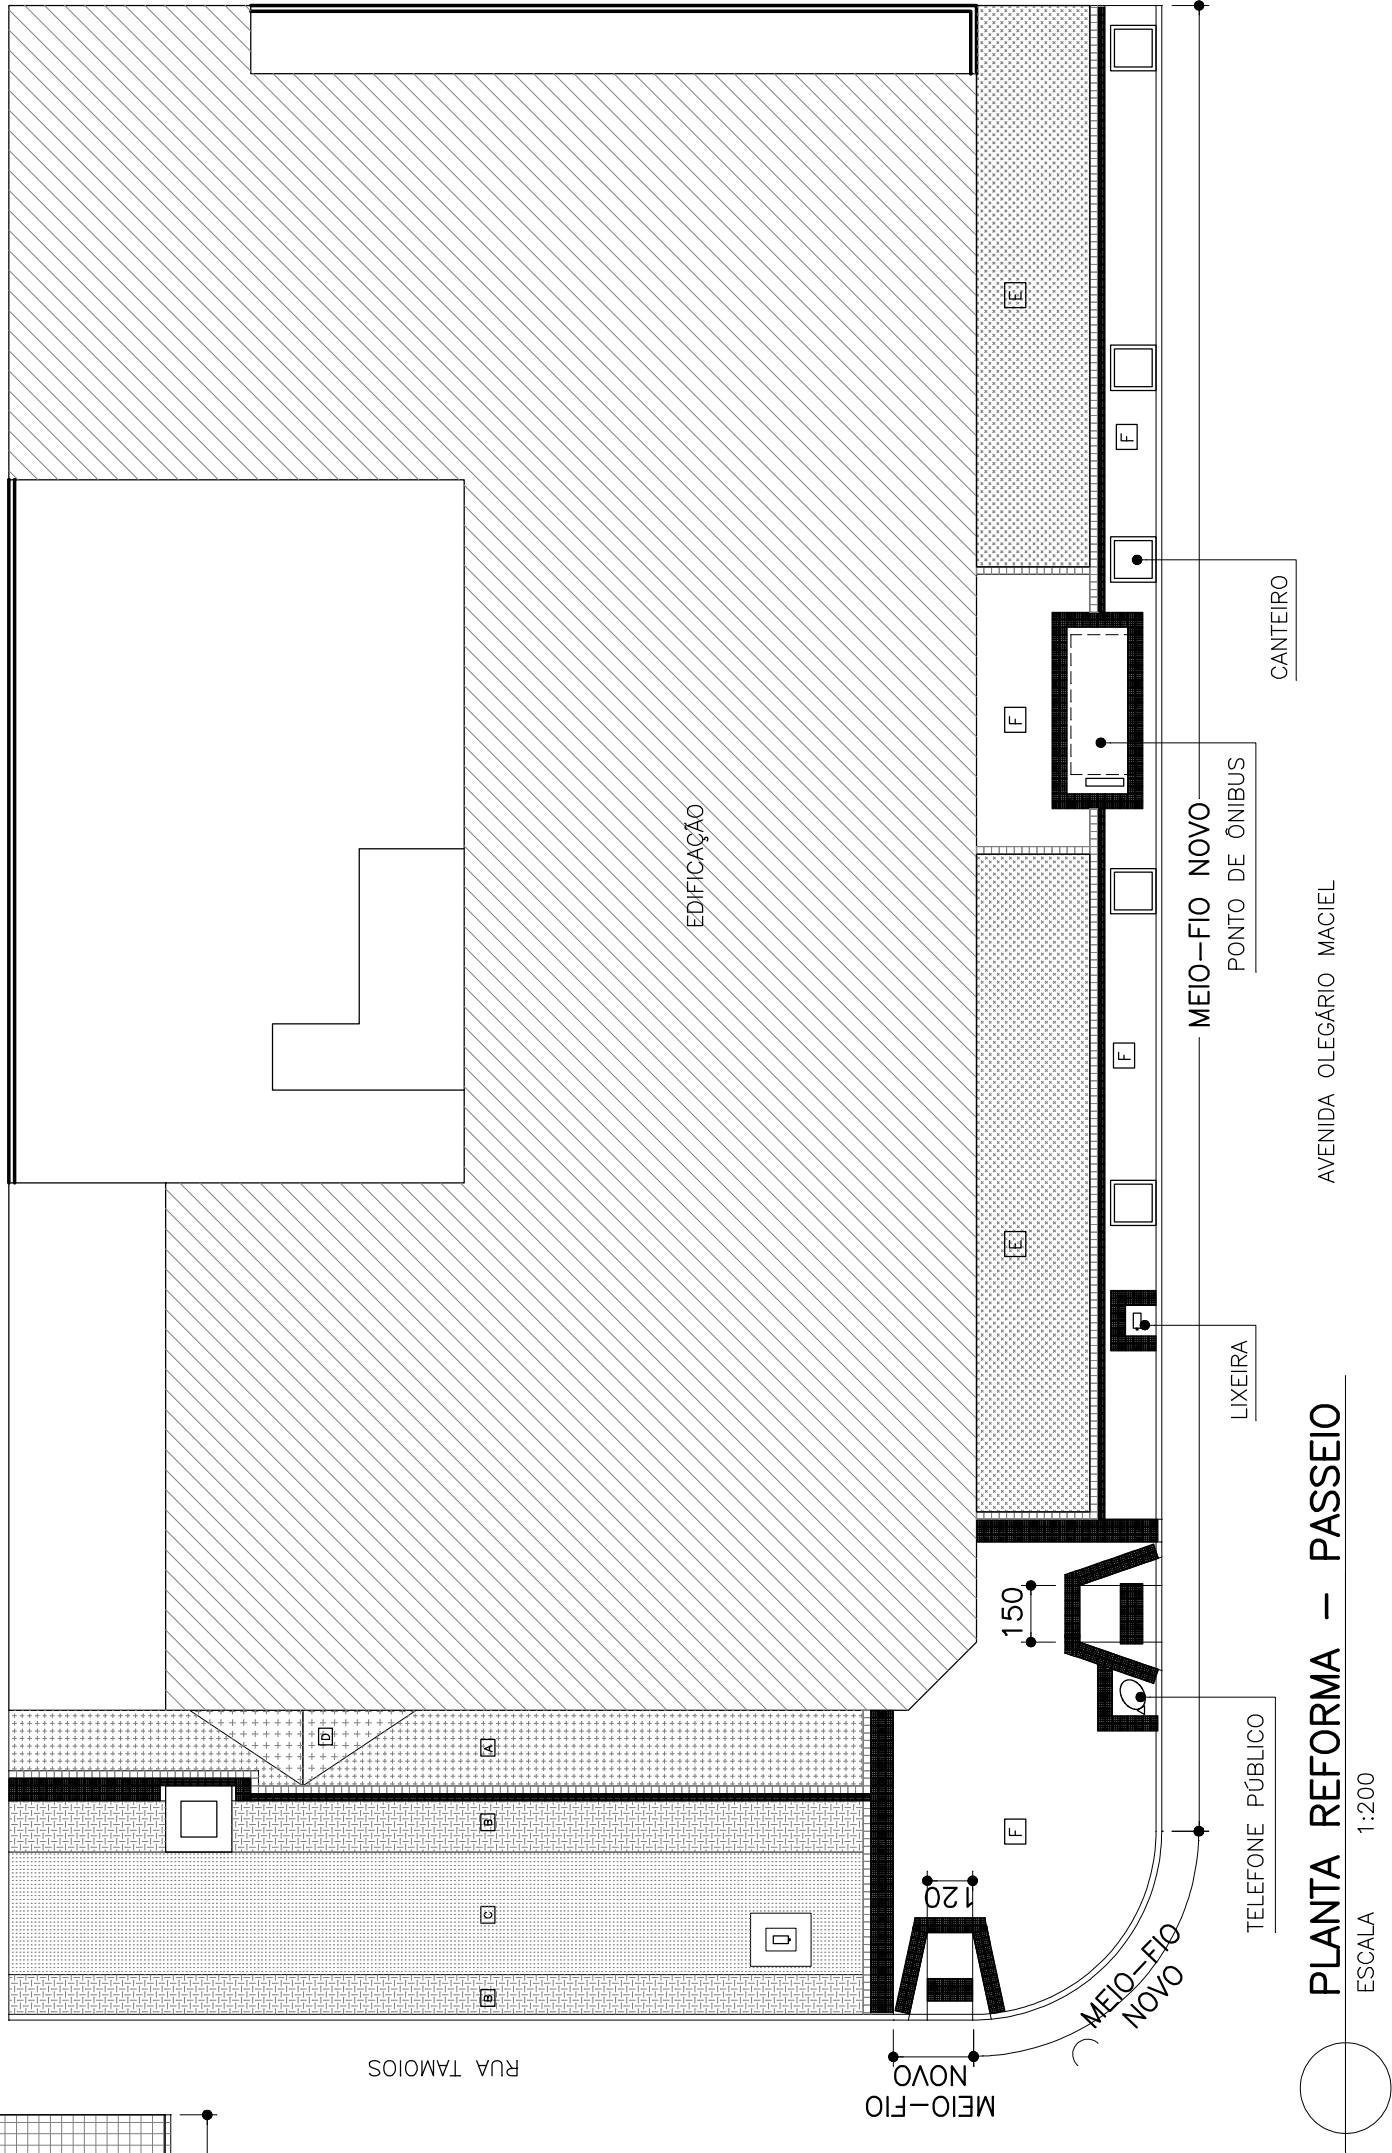 EDIFICAÇÃO
E
F
F
E
F
CANTEIRO
MEIO-FIO NOVO
PONTO DE ÔNIBUS
AVENIDA OLEGÁRIO MACIEL
LIXEIRA
150
D
A
B
C
B
F
120
TELEFONE PÚBLICO
MEIO-FIO
NOVO
MEIO-FIO
NOVO
RUA TAMOIOS
PLANTA REFORMA - PASSEIO
ESCALA 1:200